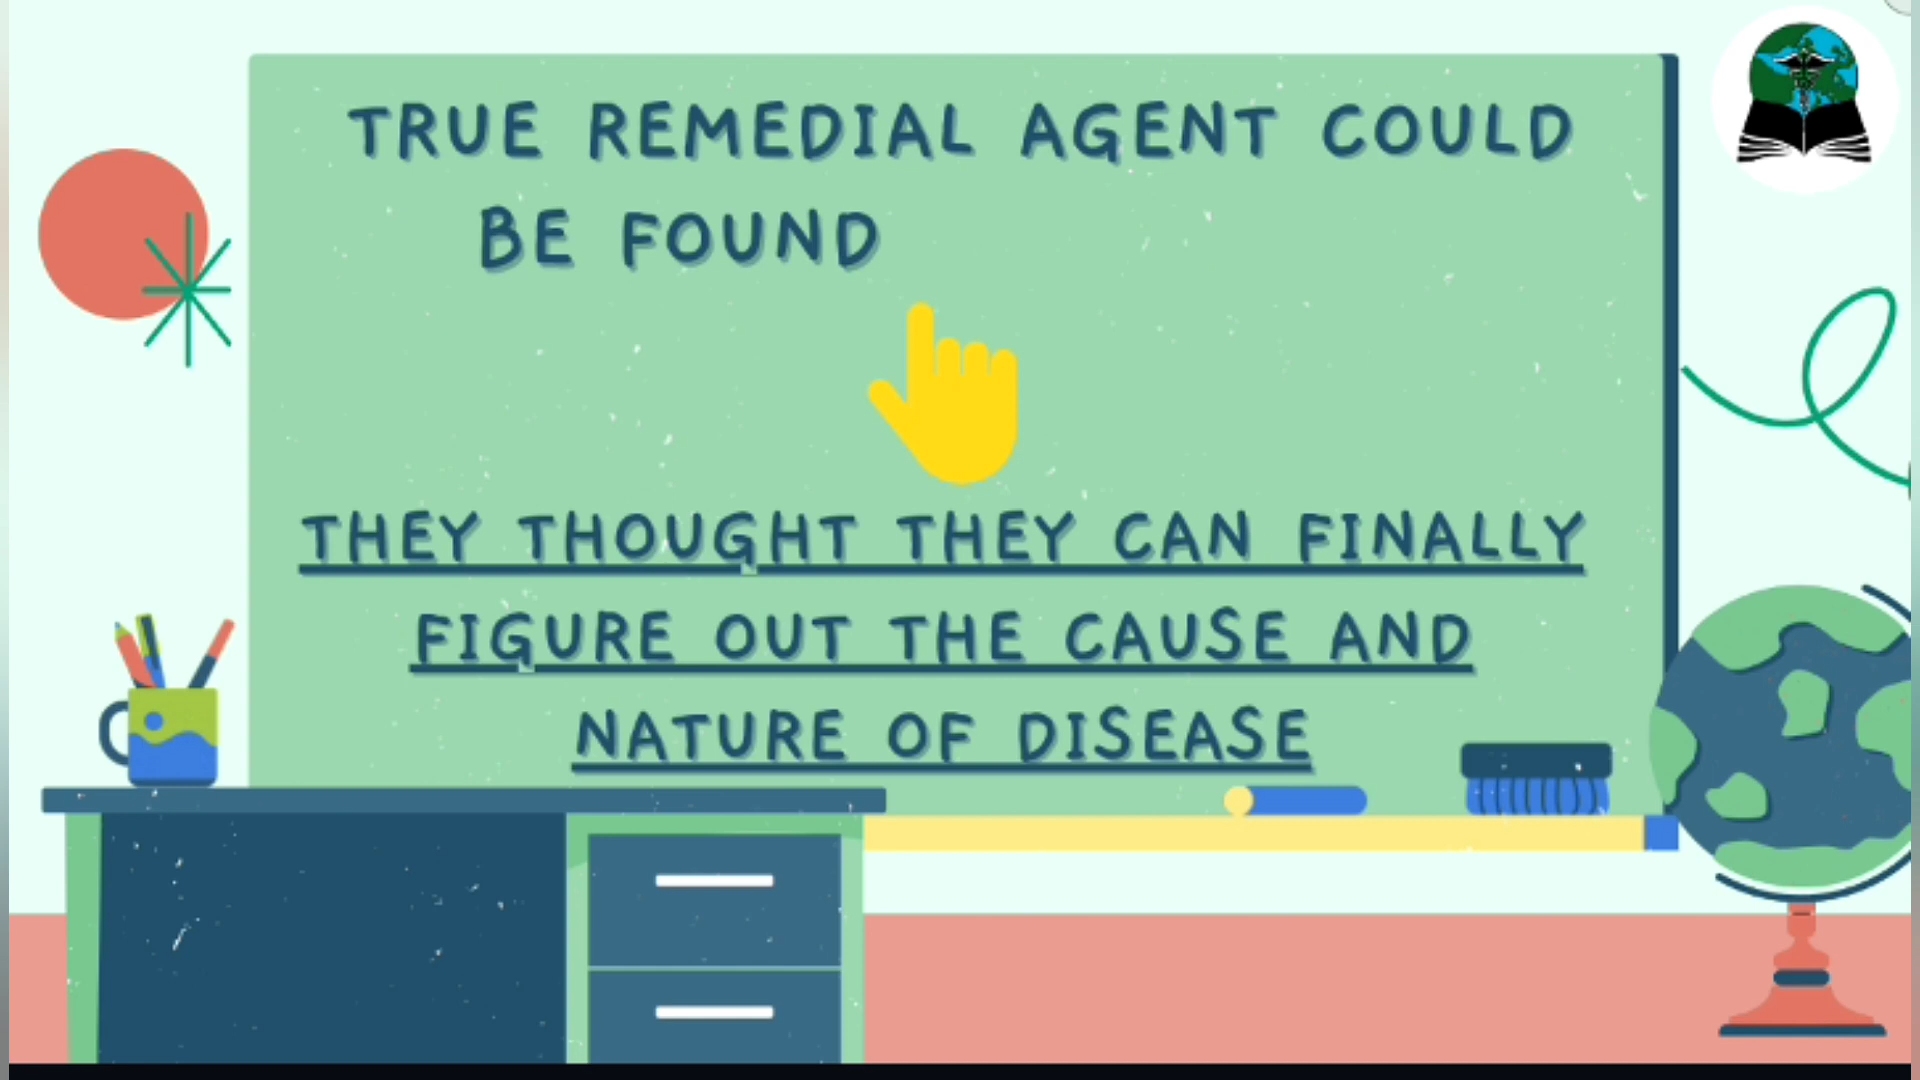 TRUE REMEDIAL AGENT COULD
BE FOUND
THEY THOUGHT THEY CAN FINALLY
FIGURE OUT THE CAUSE AND
NATURE OF DISEASE